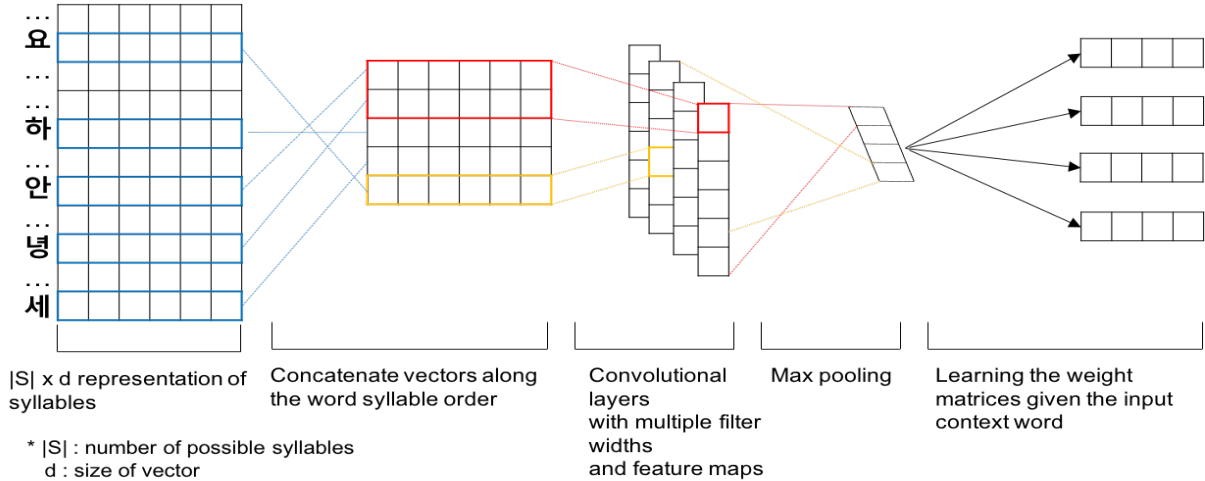 ...
요
...
...
하
...
안
...
녕
...
세
|S| x d representation of
syllables
* |S| : number of possible syllables
d : size of vector
Concatenate vectors along
the word syllable order
Convolutional
layers
with multiple filter
widths
and feature maps
Max pooling
Learning the weight
matrices given the input
context word